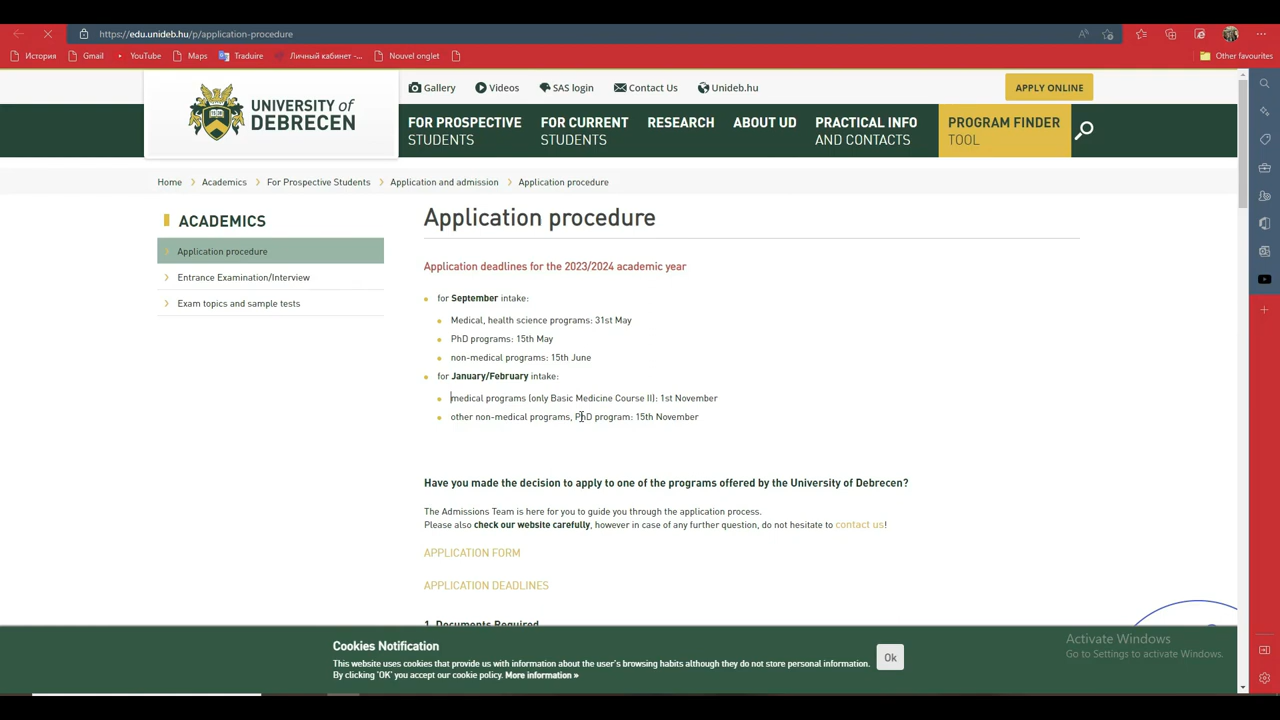 https://edu.unideb.hu/p/application-procedure
История Gmail YouTube Maps Traduire Личный кабинет -... Nouvel onglet Other favourites
UNIVERSITY of
DEBRECEN
Gallery Videos SAS login Contact Us Unideb.hu APPLY ONLINE
FOR PROSPECTIVE STUDENTS
FOR CURRENT STUDENTS
RESEARCH
ABOUT UD
PRACTICAL INFO AND CONTACTS
PROGRAM FINDER TOOL
Home Academics For Prospective Students Application and admission Application procedure
ACADEMICS
Application procedure
Entrance Examination/Interview
Exam topics and sample tests
Application procedure
Application deadlines for the 2023/2024 academic year
for September intake:
Medical, health science programs: 31st May
PhD programs: 15th May
non-medical programs: 15th June
for January/February intake:
medical programs (only Basic Medicine Course II): 1st November
other non-medical programs, PhD program: 15th November
Have you made the decision to apply to one of the programs offered by the University of Debrecen?
The Admissions Team is here for you to guide you through the application process.
Please also check our website carefully, however in case of any further question, do not hesitate to contact us!
APPLICATION FORM
APPLICATION DEADLINES
1. Documents Required
Cookies Notification
This website uses cookies that provide us with information about the user's browsing habits although they do not store personal information.
By clicking 'OK' you accept our cookie policy. More information »
Ok
Activate Windows
Go to Settings to activate Windows.